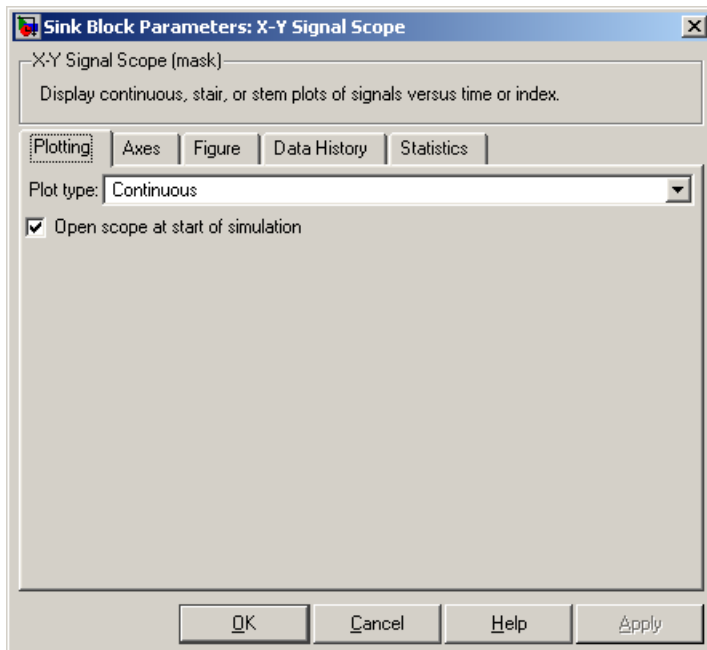 Sink Block Parameters: X-Y Signal Scope
X-Y Signal Scope (mask)
Display continuous, stair, or stem plots of signals versus time or index.
Plotting Axes Figure Data History Statistics
Plot type: Continuous
Open scope at start of simulation
OK Cancel Help Apply